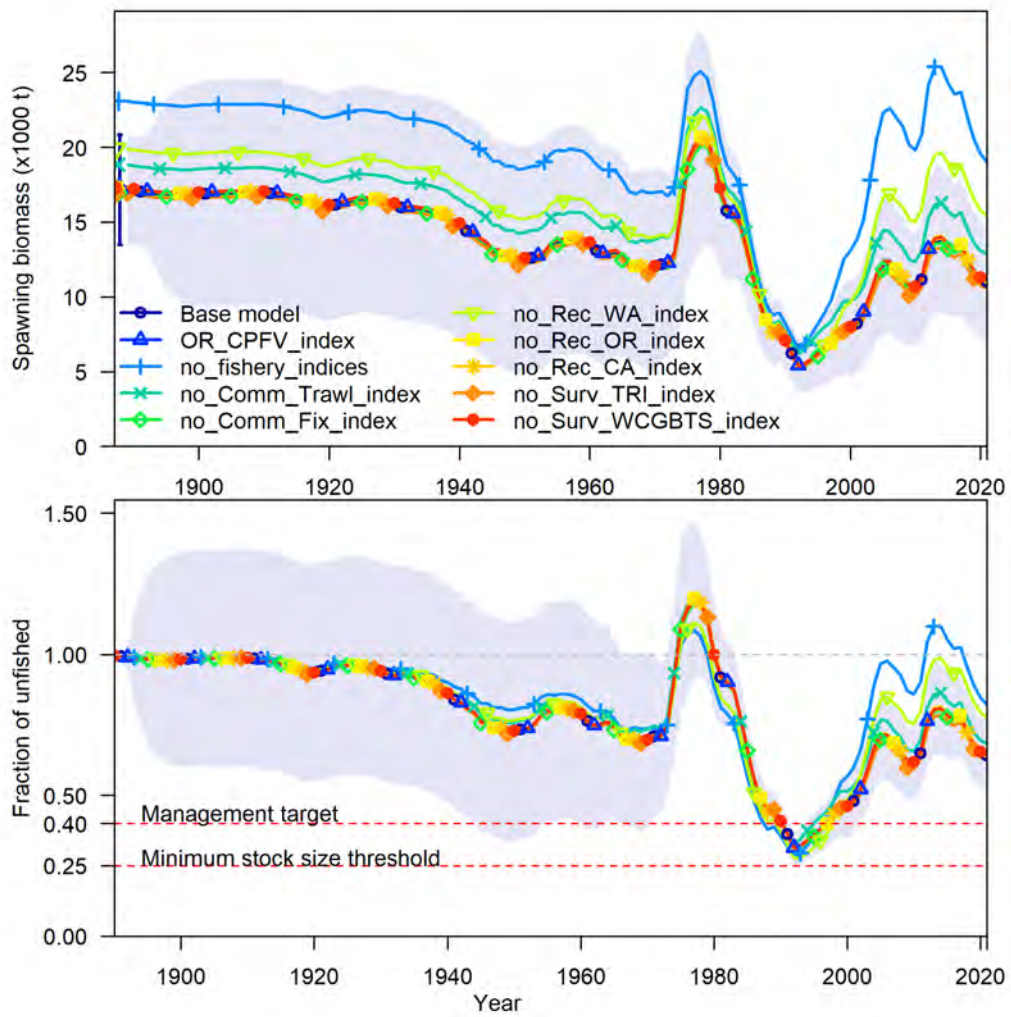 Spawning biomass (x1000 t)
25
20
15
10
5
0
Base model
OR_CPFV_index
no_fishery_indices
no_Comm_Trawl_index
no_Comm_Fix_index
no_Rec_WA_index
no_Rec_OR_index
no_Rec_CA_index
no_Surv_TRI_index
no_Surv_WCGBTS_index
1900 1920 1940 1960 1980 2000 2020
Fraction of unfished
1.50
1.00
0.50
0.40
0.25
0.00
Management target
Minimum stock size threshold
1900 1920 1940 1960 1980 2000 2020
Year